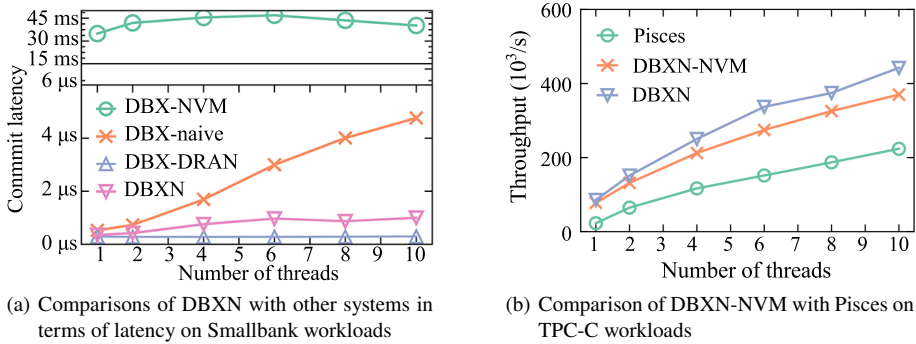 45 ms
30 ms
15 ms
6 µs
4 µs
2 µs
0 µs
Commit latency
DBX-NVM
DBX-naive
DBX-DRAN
DBXN
1 2 3 4 5 6 7 8 9 10
Number of threads
(a) Comparisons of DBXN with other systems in
terms of latency on Smallbank workloads
600
400
200
0
Throughput (10³/s)
Pisces
DBXN-NVM
DBXN
1 2 3 4 5 6 7 8 9 10
Number of threads
(b) Comparison of DBXN-NVM with Pisces on
TPC-C workloads